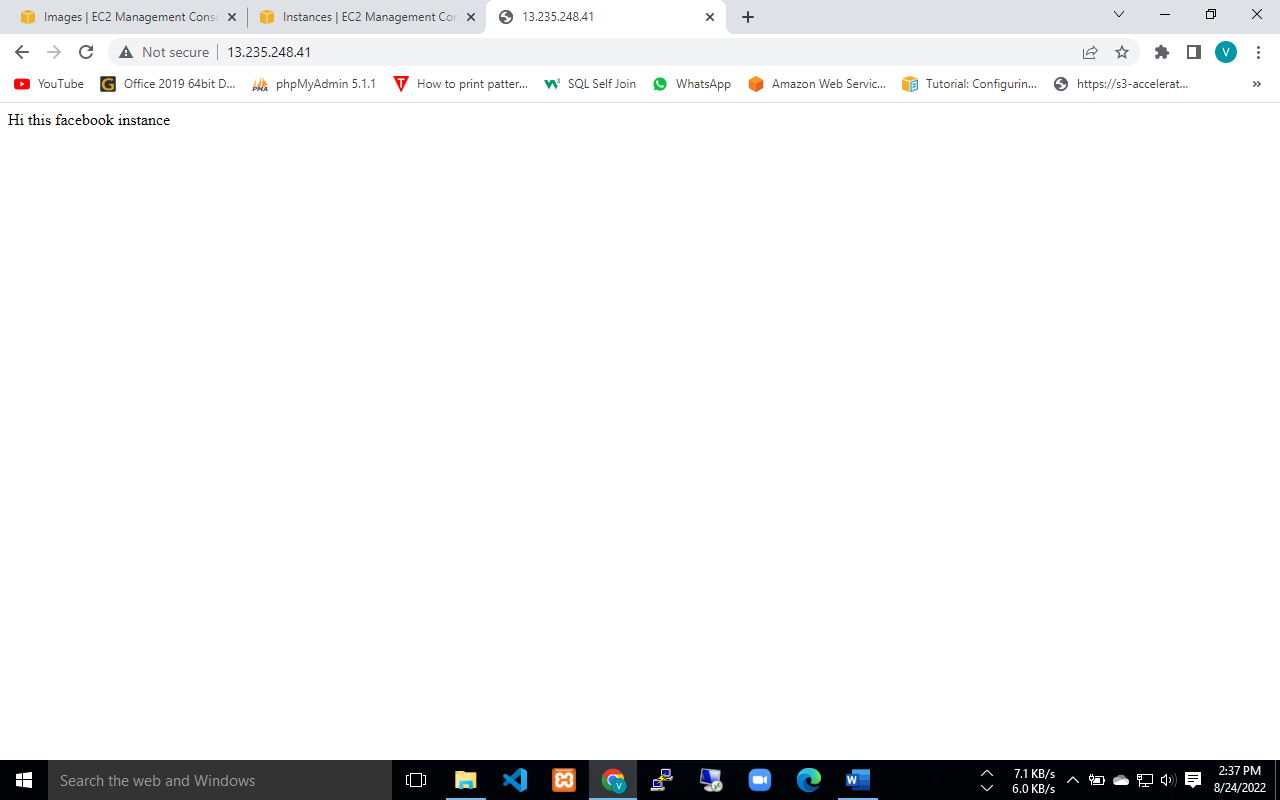 Images | EC2 Management Conso
Instances | EC2 Management Con
13.235.248.41
Not secure
13.235.248.41
V
YouTube
Office 2019 64bit D...
phpMyAdmin 5.1.1
How to print patter...
SQL Self Join
WhatsApp
Amazon Web Servic...
Tutorial: Configurin...
https://s3-accelerat...
»
Hi this facebook instance
Search the web and Windows
7.1 KB/s
6.0 KB/s
2:37 PM
8/24/2022